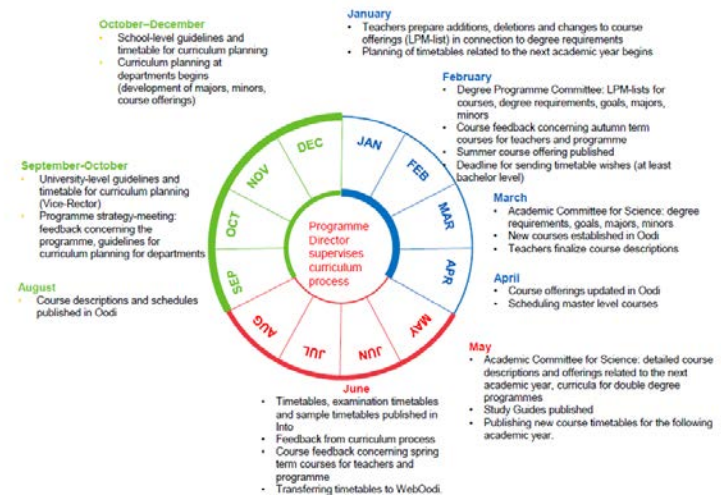 January
Teachers prepare additions, deletions and changes to course
offerings (LPM-list) in connection to degree requirements
Planning of timetables related to the next academic year begins
February
Degree Programme Committee: LPM-lists for
courses, degree requirements, goals, majors,
minors
Course feedback concerning autumn term
courses for teachers and programme
Summer course offering published
Deadline for sending timetable wishes (at least
bachelor level)
March
Academic Committee for Science: degree
requirements, goals, majors, minors
New courses established in Oodi
Teachers finalize course descriptions
April
Course offerings updated in Oodi
Scheduling master level courses
May
Academic Committee for Science: detailed course
descriptions and offerings related to the next
academic year, curricula for double degree
programmes
Study Guides published
Publishing new course timetables for the following
academic year.
June
Timetables, examination timetables
and sample timetables published in
Into
Feedback from curriculum process
Course feedback concerning spring
term courses for teachers and
programme
Transferring timetables to WebOodi.
August
Course descriptions and schedules
published in Oodi
September-October
University-level guidelines and
timetable for curriculum planning
(Vice-Rector)
Programme strategy-meeting:
feedback concerning the
programme, guidelines for
curriculum planning for departments
October–December
School-level guidelines and
timetable for curriculum planning
Curriculum planning at
departments begins
(development of majors, minors,
course offerings)
JAN
FEB
MAR
APR
MAY
JUN
JUL
AUG
SEP
OCT
NOV
DEC
Programme
Director
supervises
curriculum
process